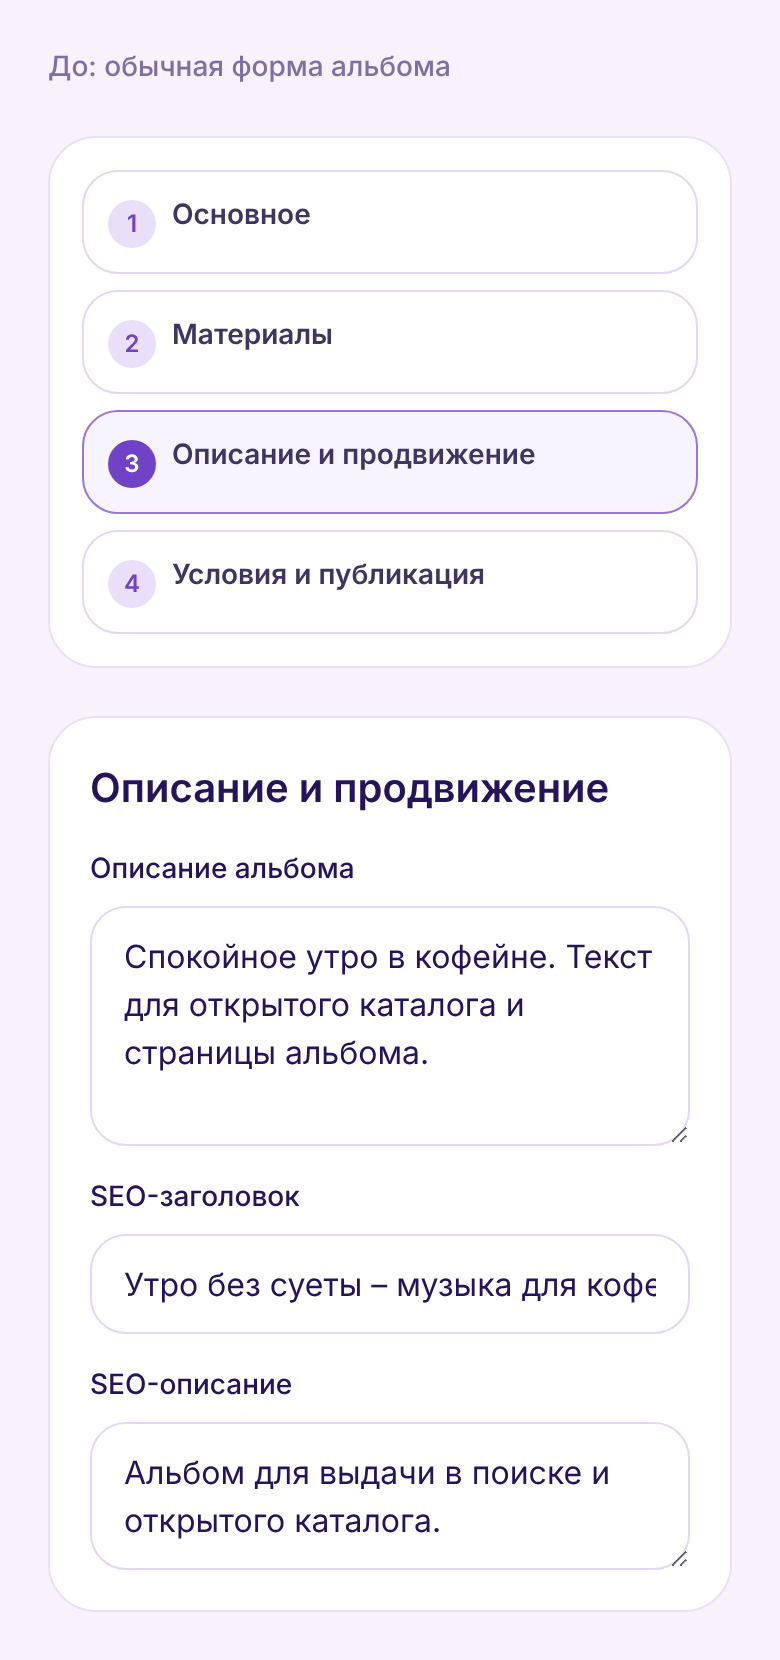 До: обычная форма альбома
1 Основное
2 Материалы
3 Описание и продвижение
4 Условия и публикация
Описание и продвижение
Описание альбома
Спокойное утро в кофейне. Текст
для открытого каталога и
страницы альбома.
SEO-заголовок
Утро без суеты – музыка для кофе
SEO-описание
Альбом для выдачи в поиске и
открытого каталога.